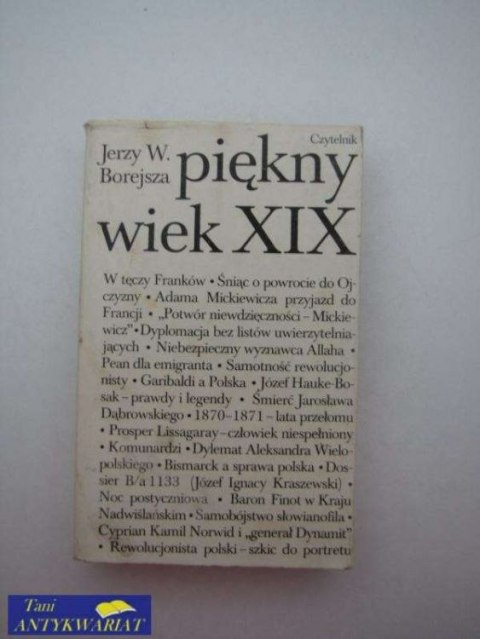 Czytelnik
Jerzy W.
Borejsza
piękny
wiek XIX
W tęczy Franków • Śniąc o powrocie do Oj-
czyzny • Adama Mickiewicza przyjazd do
Francji • „Potwór niewdzięczności – Mickie-
wicz” • Dyplomacja bez listów uwierzytelnia-
jących • Niebezpieczny wyznawca Allaha •
Pean dla emigranta • Samotność rewolucjo-
nisty • Garibaldi a Polska • Józef Hauke-Bo-
sak – prawdy i legendy • Śmierć Jarosława
Dąbrowskiego • 1870–1871 – lata przełomu
• Prosper Lissagaray – człowiek niespełniony
• Komunardzi • Dylemat Aleksandra Wielo-
polskiego • Bismarck a sprawa polska • Dos-
sier B/a 1133 (Józef Ignacy Kraszewski) •
Noc postyczniowa • Baron Finot w Kraju
Nadwiślańskim • Samobójstwo słowianofila •
Cyprian Kamil Norwid i „generał Dynamit”
• Rewolucjonista polski – szkic do portretu
Tani
ANTYKWARIAT